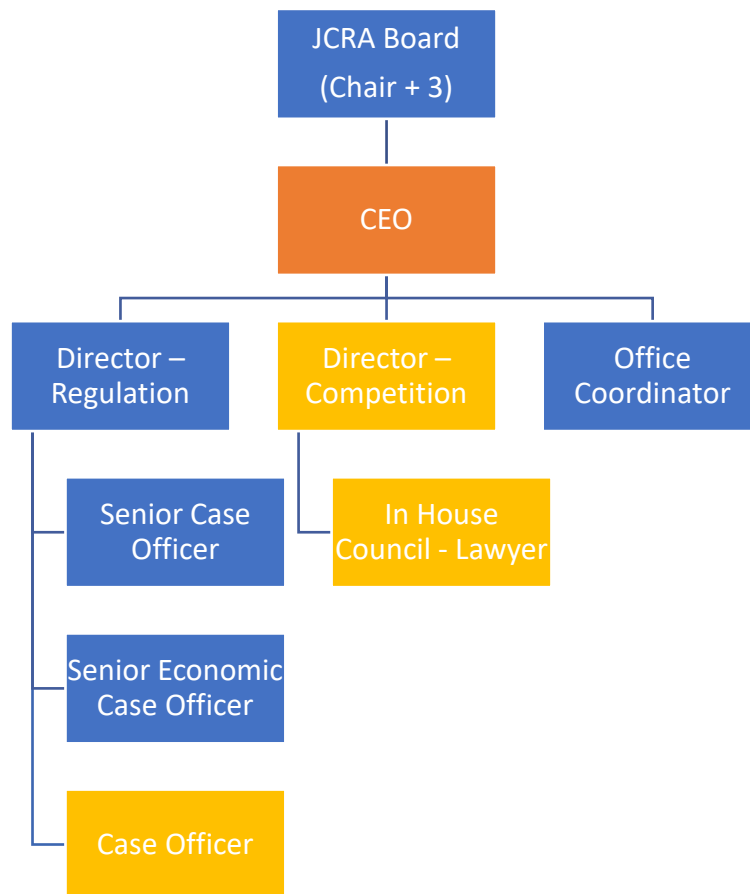 JCRA Board
(Chair + 3)
CEO
Director –
Regulation
Director –
Competition
Office
Coordinator
Senior Case
Officer
In House
Council - Lawyer
Senior Economic
Case Officer
Case Officer